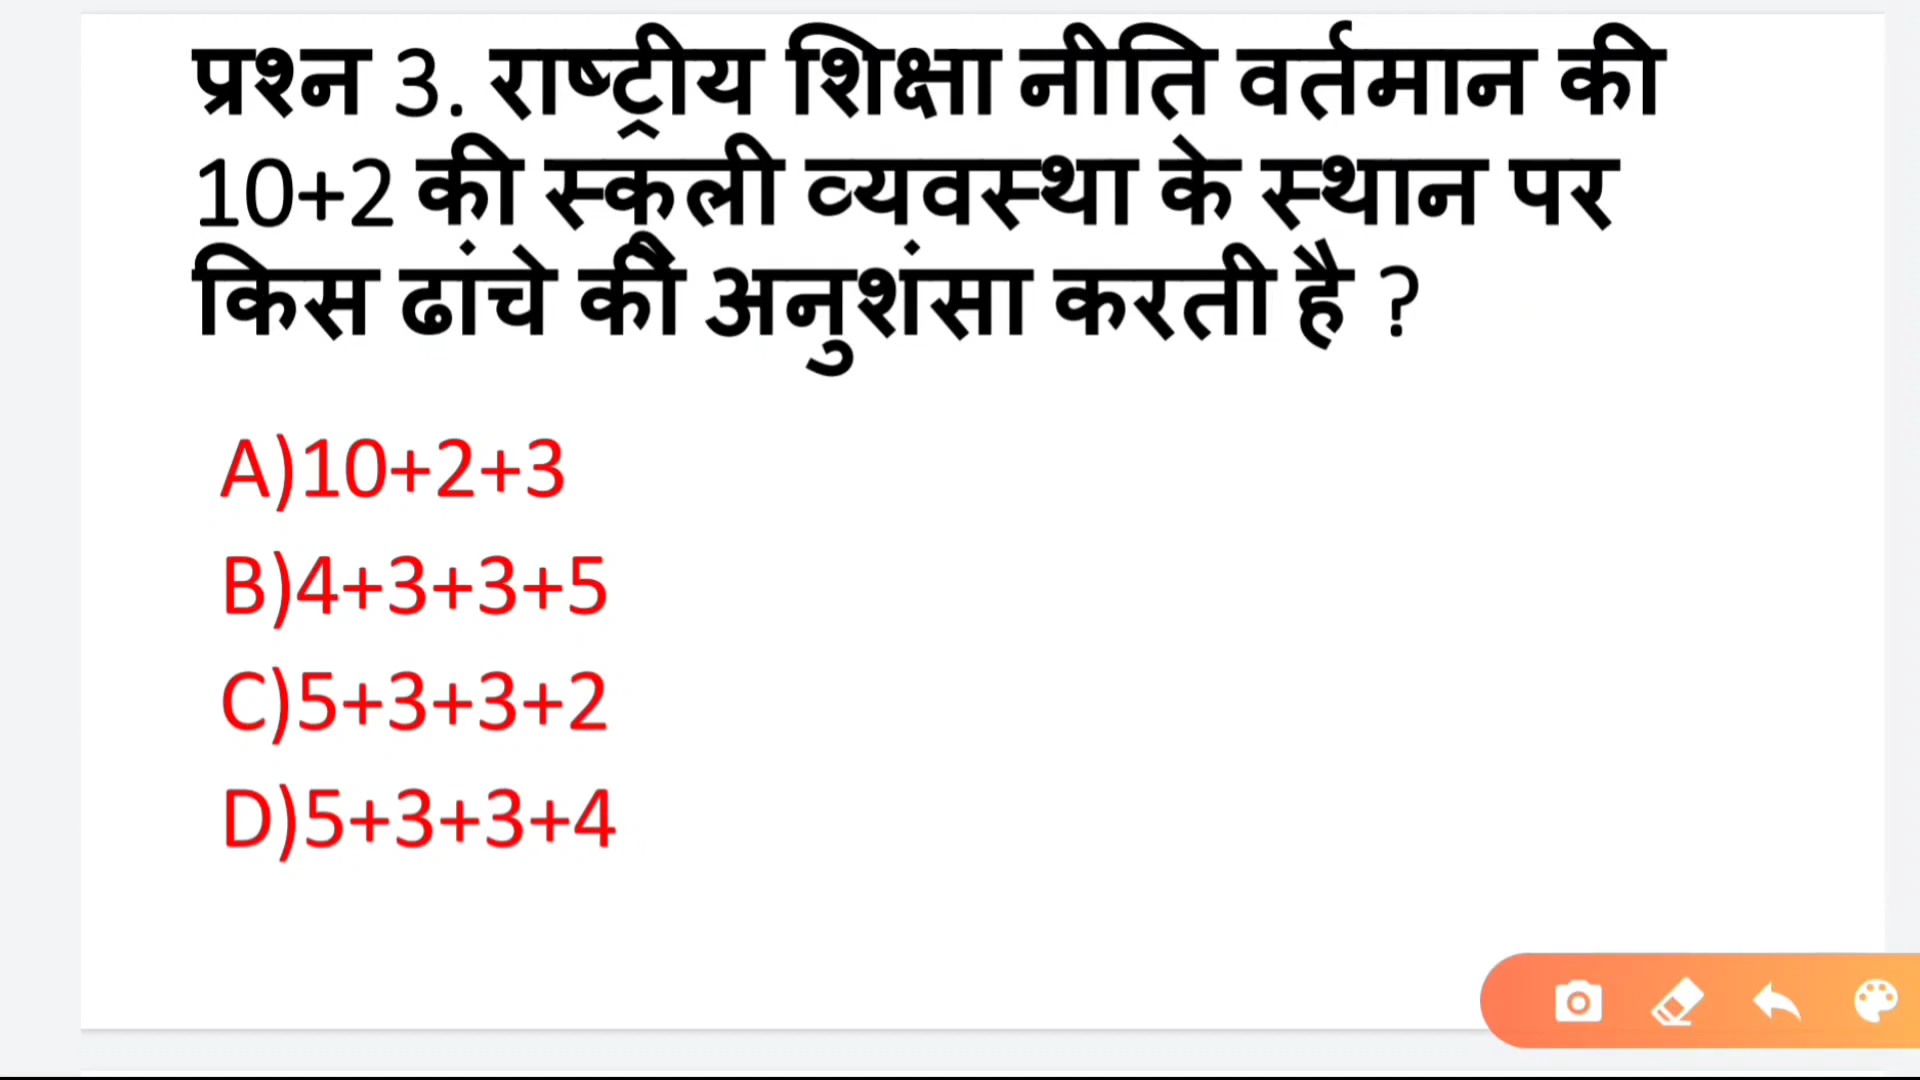 प्रश्न 3. राष्ट्रीय शिक्षा नीति वर्तमान की
10+2 की स्कूली व्यवस्था के स्थान पर
किस ढांचे की अनुशंसा करती है ?
A)10+2+3
B)4+3+3+5
C)5+3+3+2
D)5+3+3+4